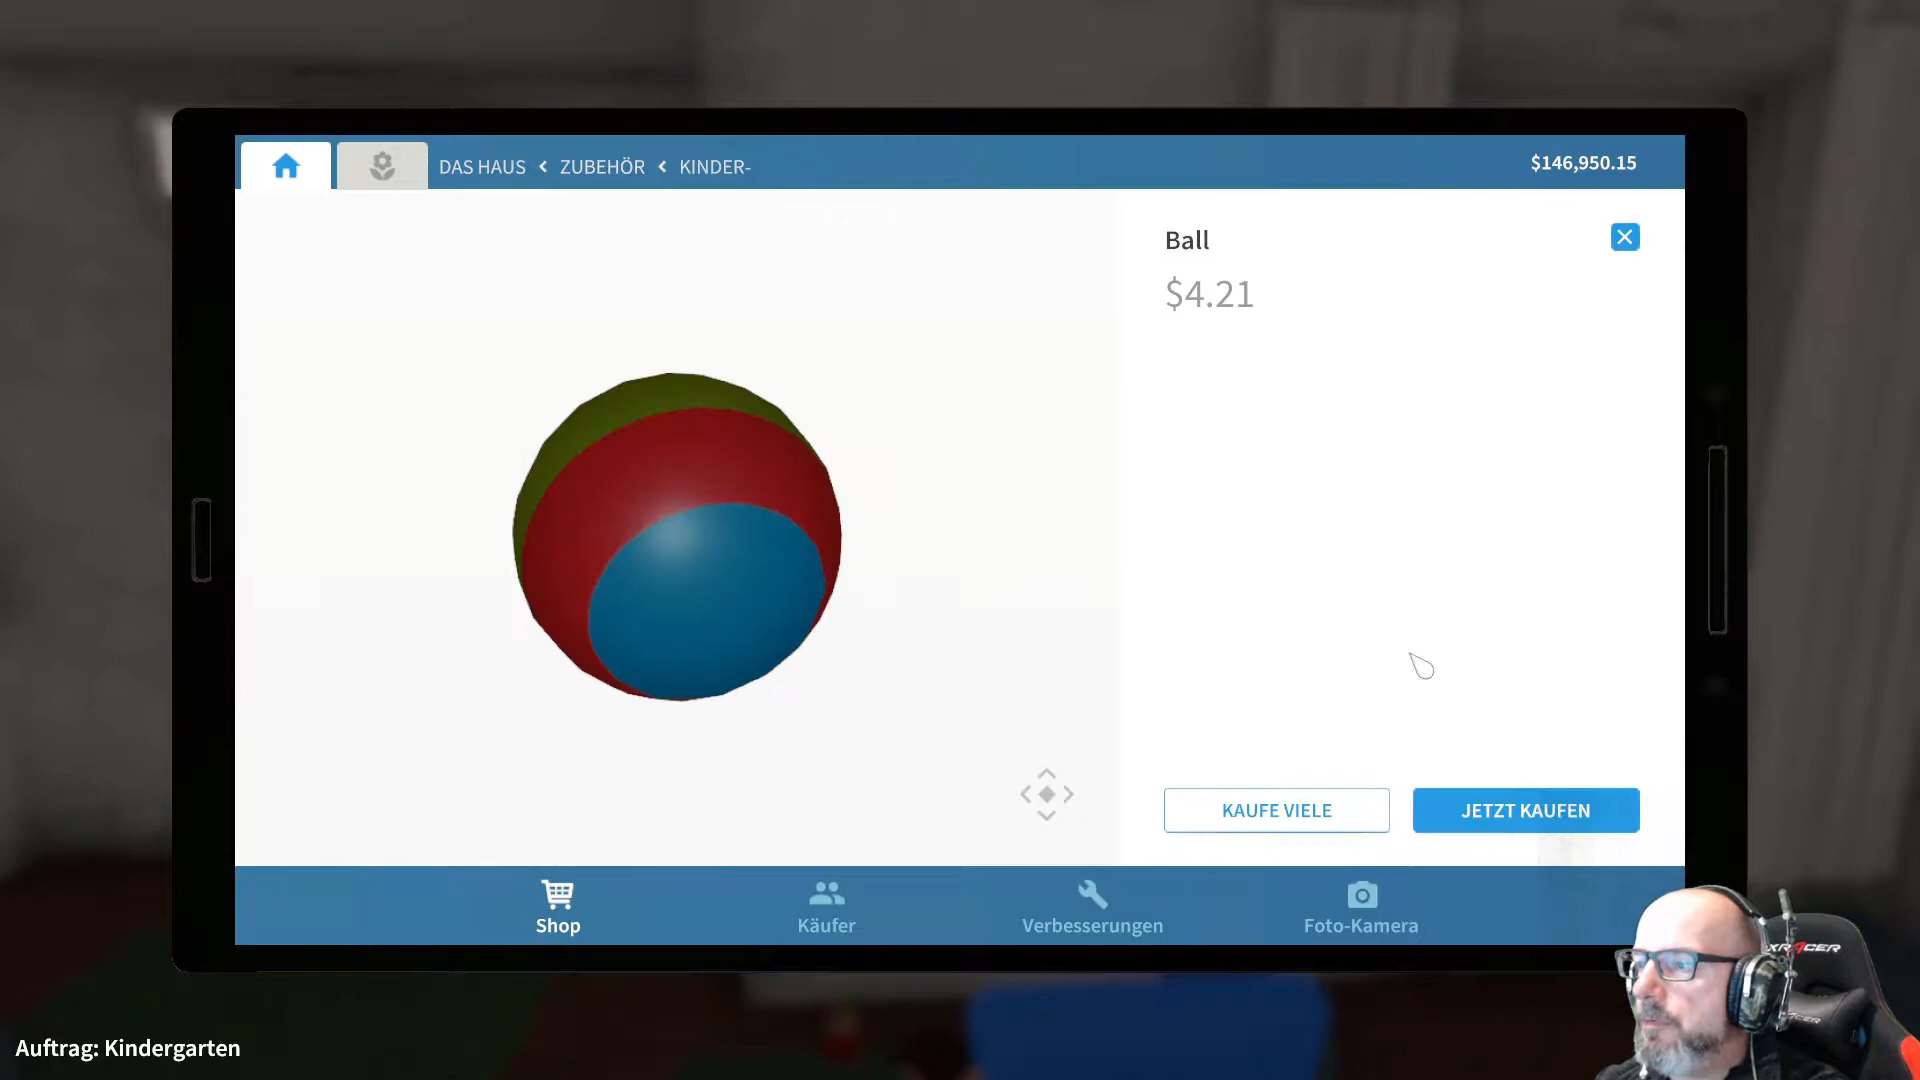 DAS HAUS < ZUBEHÖR < KINDER-
$146,950.15
Ball
$4.21
KAUFE VIELE
JETZT KAUFEN
Shop
Käufer
Verbesserungen
Foto-Kamera
Auftrag: Kindergarten
XRACER